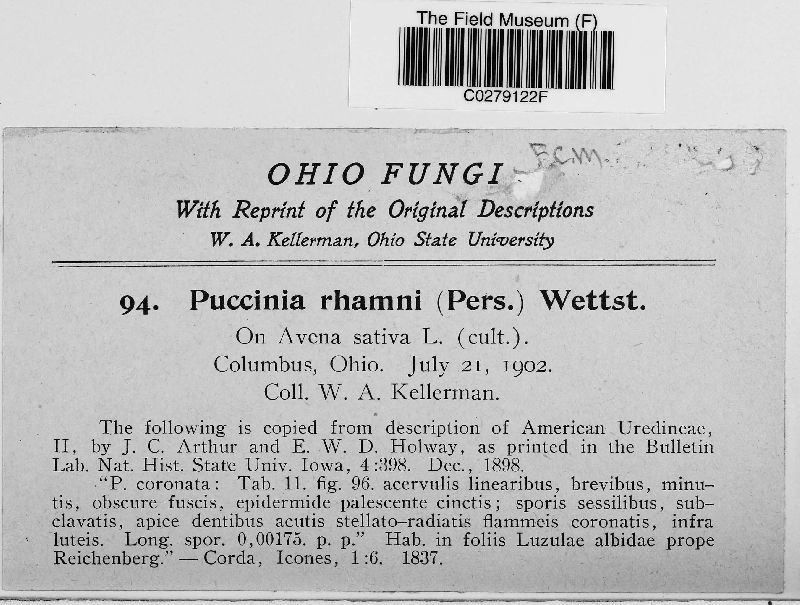 The Field Museum (F)
C0279122F
F.C.M.
OHIO FUNGI
With Reprint of the Original Descriptions
W. A. Kellerman, Ohio State University
94. Puccinia rhamni (Pers.) Wettst.
On Avena sativa L. (cult.).
Columbus, Ohio. July 21, 1902.
Coll. W. A. Kellerman.
The following is copied from description of American Uredineae,
II, by J. C. Arthur and E. W. D. Holway, as printed in the Bulletin
Lab. Nat. Hist. State Univ. Iowa, 4:398. Dec., 1898.
"P. coronata: Tab. 11. fig. 96. acervulis linearibus, brevibus, minu-
tis, obscure fuscis, epidermide palescente cinctis; sporis sessilibus, sub-
clavatis, apice dentibus acutis stellato-radiatis flammeis coronatis, infra
luteis. Long. spor. 0,00175. p. p." Hab. in foliis Luzulae albidae prope
Reichenberg." — Corda, Icones, 1:6. 1837.